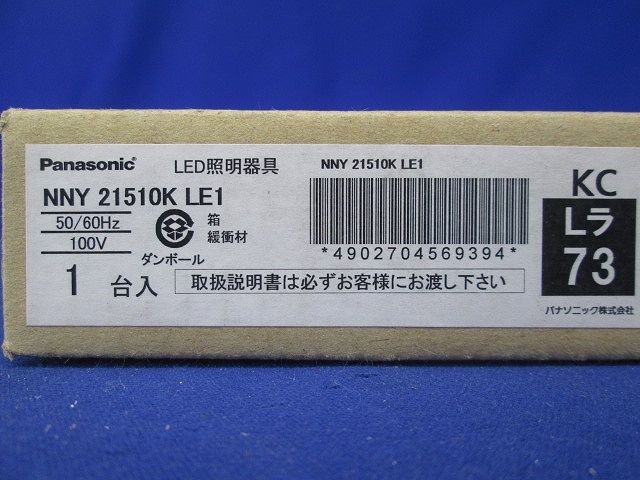 Panasonic
LED照明器具
NNY 21510K LE1
NNY 21510K LE1
50/60Hz
100V
箱
緩衝材
ダンボール
*4902704569394*
1 台入
取扱説明書は必ずお客様にお渡し下さい
KC
Lラ
73
パナソニック株式会社